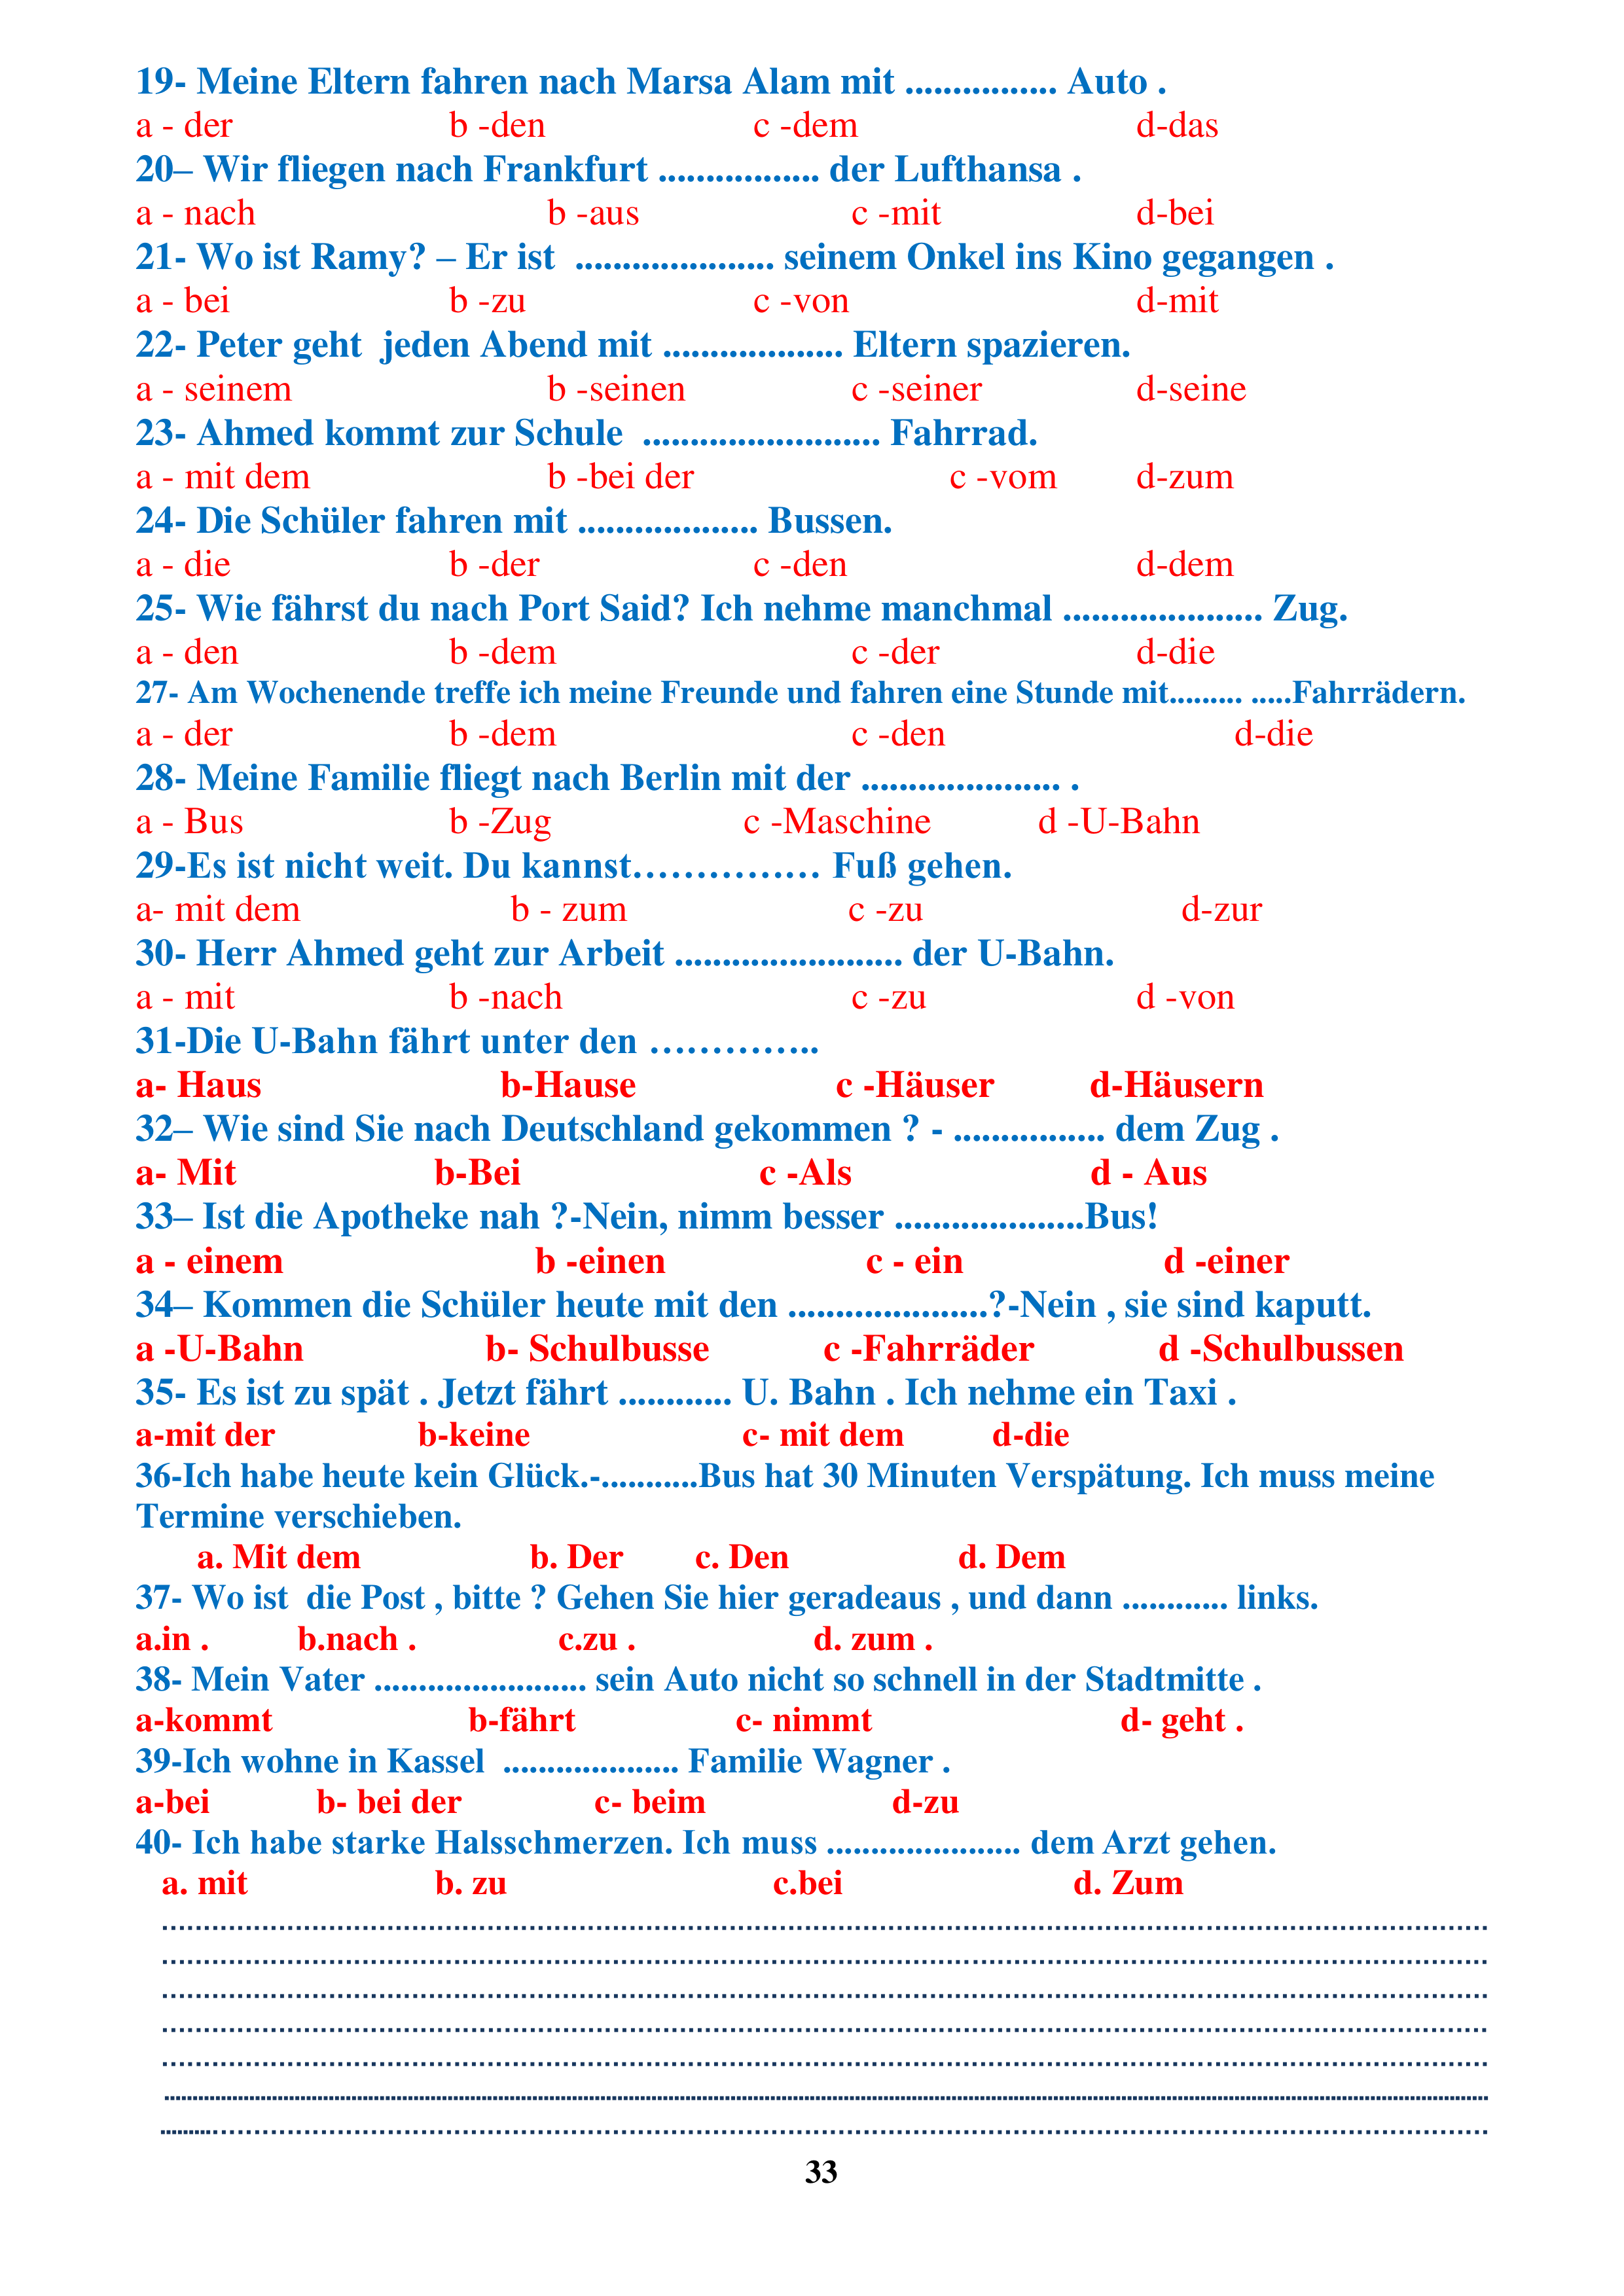 19- Meine Eltern fahren nach Marsa Alam mit ................ Auto .
a - der b -den c -dem d-das
20– Wir fliegen nach Frankfurt ................. der Lufthansa .
a - nach b -aus c -mit d-bei
21- Wo ist Ramy? – Er ist ..................... seinem Onkel ins Kino gegangen .
a - bei b -zu c -von d-mit
22- Peter geht jeden Abend mit ................... Eltern spazieren.
a - seinem b -seinen c -seiner d-seine
23- Ahmed kommt zur Schule ......................... Fahrrad.
a - mit dem b -bei der c -vom d-zum
24- Die Schüler fahren mit ................... Bussen.
a - die b -der c -den d-dem
25- Wie fährst du nach Port Said? Ich nehme manchmal ..................... Zug.
a - den b -dem c -der d-die
27- Am Wochenende treffe ich meine Freunde und fahren eine Stunde mit......... .....Fahrrädern.
a - der b -dem c -den d-die
28- Meine Familie fliegt nach Berlin mit der ..................... .
a - Bus b -Zug c -Maschine d -U-Bahn
29-Es ist nicht weit. Du kannst…………… Fuß gehen.
a- mit dem b - zum c -zu d-zur
30- Herr Ahmed geht zur Arbeit ........................ der U-Bahn.
a - mit b -nach c -zu d -von
31-Die U-Bahn fährt unter den …………..
a- Haus b-Hause c -Häuser d-Häusern
32– Wie sind Sie nach Deutschland gekommen ? - ................ dem Zug .
a- Mit b-Bei c -Als d - Aus
33– Ist die Apotheke nah ?-Nein, nimm besser ....................Bus!
a - einem b -einen c - ein d -einer
34– Kommen die Schüler heute mit den .....................?-Nein , sie sind kaputt.
a -U-Bahn b- Schulbusse c -Fahrräder d -Schulbussen
35- Es ist zu spät . Jetzt fährt ............ U. Bahn . Ich nehme ein Taxi .
a-mit der b-keine c- mit dem d-die
36-Ich habe heute kein Glück.-...........Bus hat 30 Minuten Verspätung. Ich muss meine
Termine verschieben.
a. Mit dem b. Der c. Den d. Dem
37- Wo ist die Post , bitte ? Gehen Sie hier geradeaus , und dann ............ links.
a.in . b.nach . c.zu . d. zum .
38- Mein Vater ........................ sein Auto nicht so schnell in der Stadtmitte .
a-kommt b-fährt c- nimmt d- geht .
39-Ich wohne in Kassel .................... Familie Wagner .
a-bei b- bei der c- beim d-zu
40- Ich habe starke Halsschmerzen. Ich muss ...................... dem Arzt gehen.
a. mit b. zu c.bei d. Zum
33